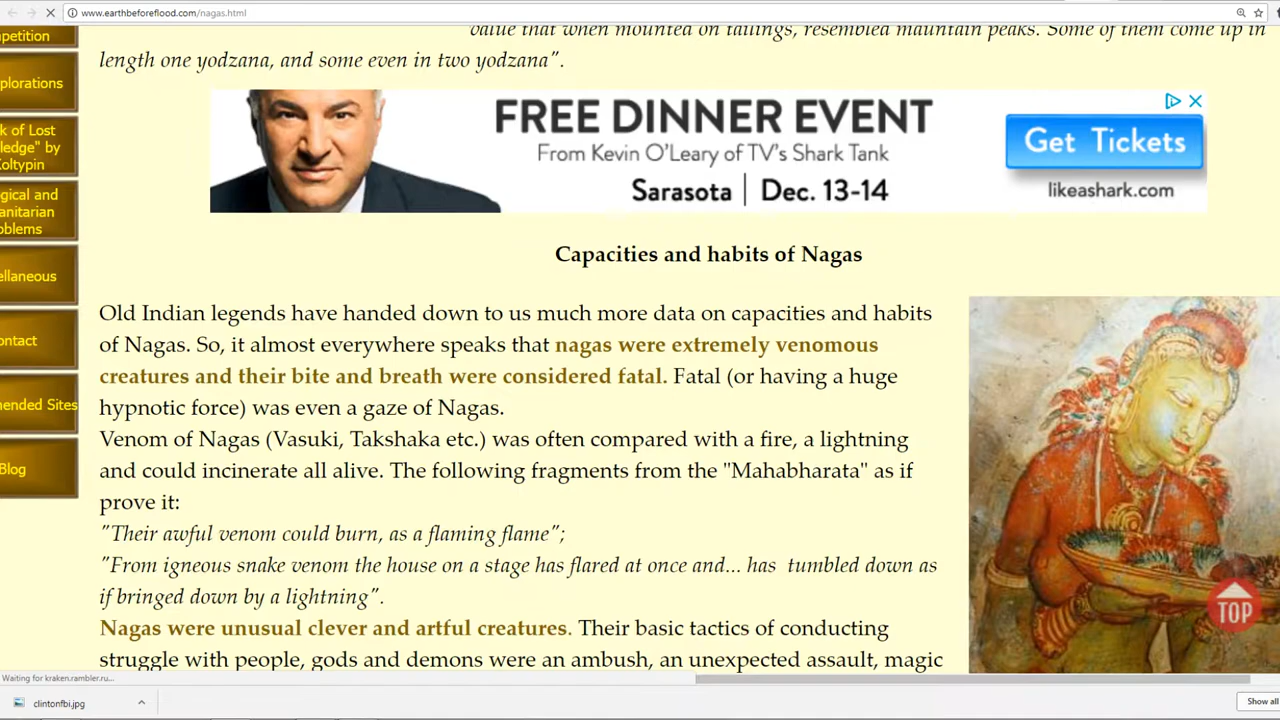 www.earthbeforeflood.com/nagas.html
petition
value that when mounted on tailings, resembled mauntain peaks. Some of them come up in
length one yodzana, and some even in two yodzana".
plorations
k of Lost
ledge" by
Koltypin
gical and
anitarian
oblems
ellaneous
ontact
ended Sites
Blog
FREE DINNER EVENT
From Kevin O'Leary of TV's Shark Tank
Sarasota | Dec. 13-14
Get Tickets
likeashark.com
Capacities and habits of Nagas
Old Indian legends have handed down to us much more data on capacities and habits
of Nagas. So, it almost everywhere speaks that nagas were extremely venomous
creatures and their bite and breath were considered fatal. Fatal (or having a huge
hypnotic force) was even a gaze of Nagas.
Venom of Nagas (Vasuki, Takshaka etc.) was often compared with a fire, a lightning
and could incinerate all alive. The following fragments from the "Mahabharata" as if
prove it:
"Their awful venom could burn, as a flaming flame";
"From igneous snake venom the house on a stage has flared at once and... has tumbled down as
if bringed down by a lightning".
Nagas were unusual clever and artful creatures. Their basic tactics of conducting
struggle with people, gods and demons were an ambush, an unexpected assault, magic
TOP
Waiting for kraken.rambler.ru...
clintonfbi.jpg
Show all